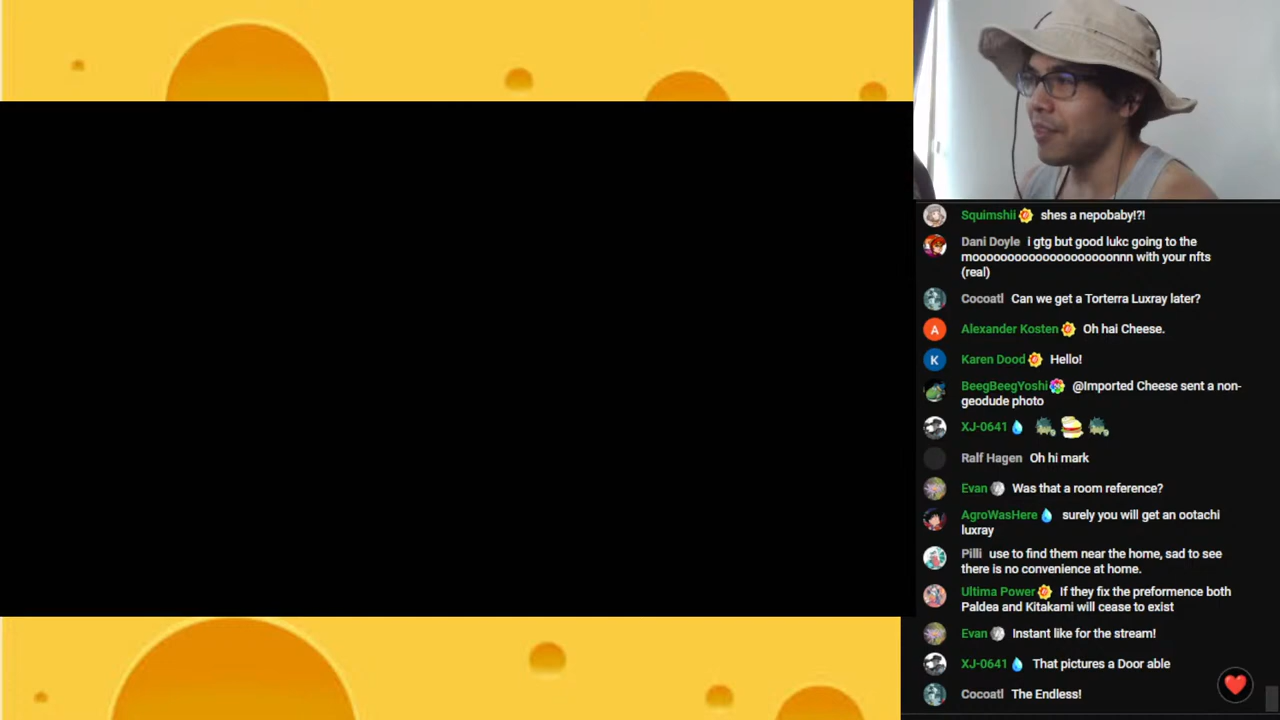 Squimshii shes a nepobaby!?!
Dani Doyle i gtg but good lukc going to the
mooooooooooooooooooooonnn with your nfts
(real)
Cocoatl Can we get a Torterra Luxray later?
A Alexander Kosten Oh hai Cheese.
K Karen Dood Hello!
BeegBeegYoshi @Imported Cheese sent a non-
geodude photo
XJ-0641
Ralf Hagen Oh hi mark
Evan Was that a room reference?
AgroWasHere surely you will get an ootachi
luxray
Pilli use to find them near the home, sad to see
there is no convenience at home.
Ultima Power If they fix the preformence both
Paldea and Kitakami will cease to exist
Evan Instant like for the stream!
XJ-0641 That pictures a Door able
Cocoatl The Endless!